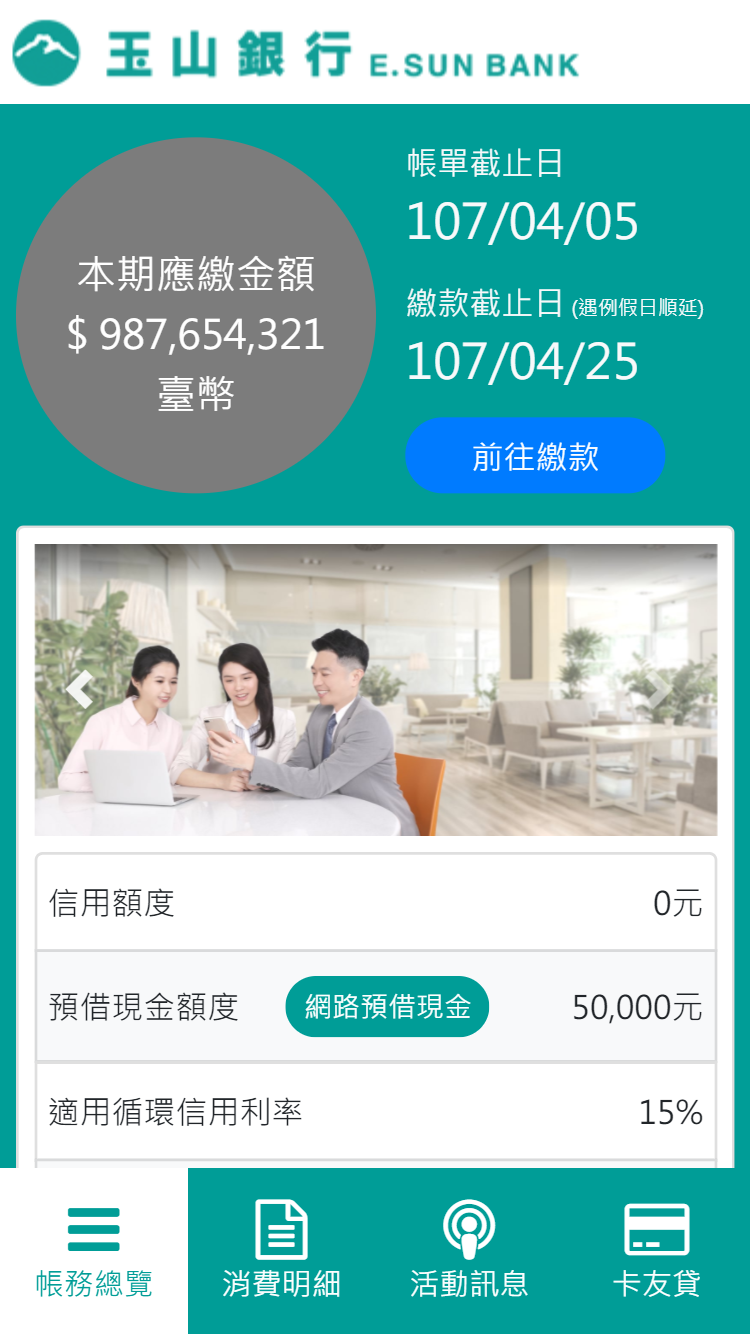 玉山銀行 E.SUN BANK
本期應繳金額
$ 987,654,321
臺幣
帳單截止日
107/04/05
繳款截止日 (遇例假日順延)
107/04/25
前往繳款
信用額度 0元
預借現金額度 網路預借現金 50,000元
適用循環信用利率 15%
帳務總覽 消費明細 活動訊息 卡友貸